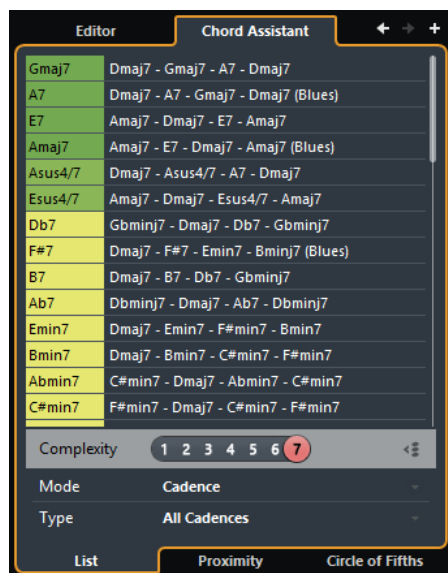 Editor Chord Assistant
Gmaj7 Dmaj7 - Gmaj7 - A7 - Dmaj7
A7 Dmaj7 - A7 - Gmaj7 - Dmaj7 (Blues)
E7 Amaj7 - Dmaj7 - E7 - Amaj7
Amaj7 Amaj7 - E7 - Dmaj7 - Amaj7 (Blues)
Asus4/7 Dmaj7 - Asus4/7 - A7 - Dmaj7
Esus4/7 Amaj7 - Dmaj7 - Esus4/7 - Amaj7
Db7 Gbminj7 - Dmaj7 - Db7 - Gbminj7
F#7 Dmaj7 - F#7 - Emin7 - Bminj7 (Blues)
B7 Dmaj7 - B7 - Db7 - Gbminj7
Ab7 Dbminj7 - Dmaj7 - Ab7 - Dbminj7
Emin7 Dmaj7 - Emin7 - F#min7 - Bmin7
Bmin7 Dmaj7 - Bmin7 - C#min7 - F#min7
Abmin7 C#min7 - Dmaj7 - Abmin7 - C#min7
C#min7 F#min7 - Dmaj7 - C#min7 - F#min7
Complexity 1 2 3 4 5 6 7
Mode Cadence
Type All Cadences
List Proximity Circle of Fifths